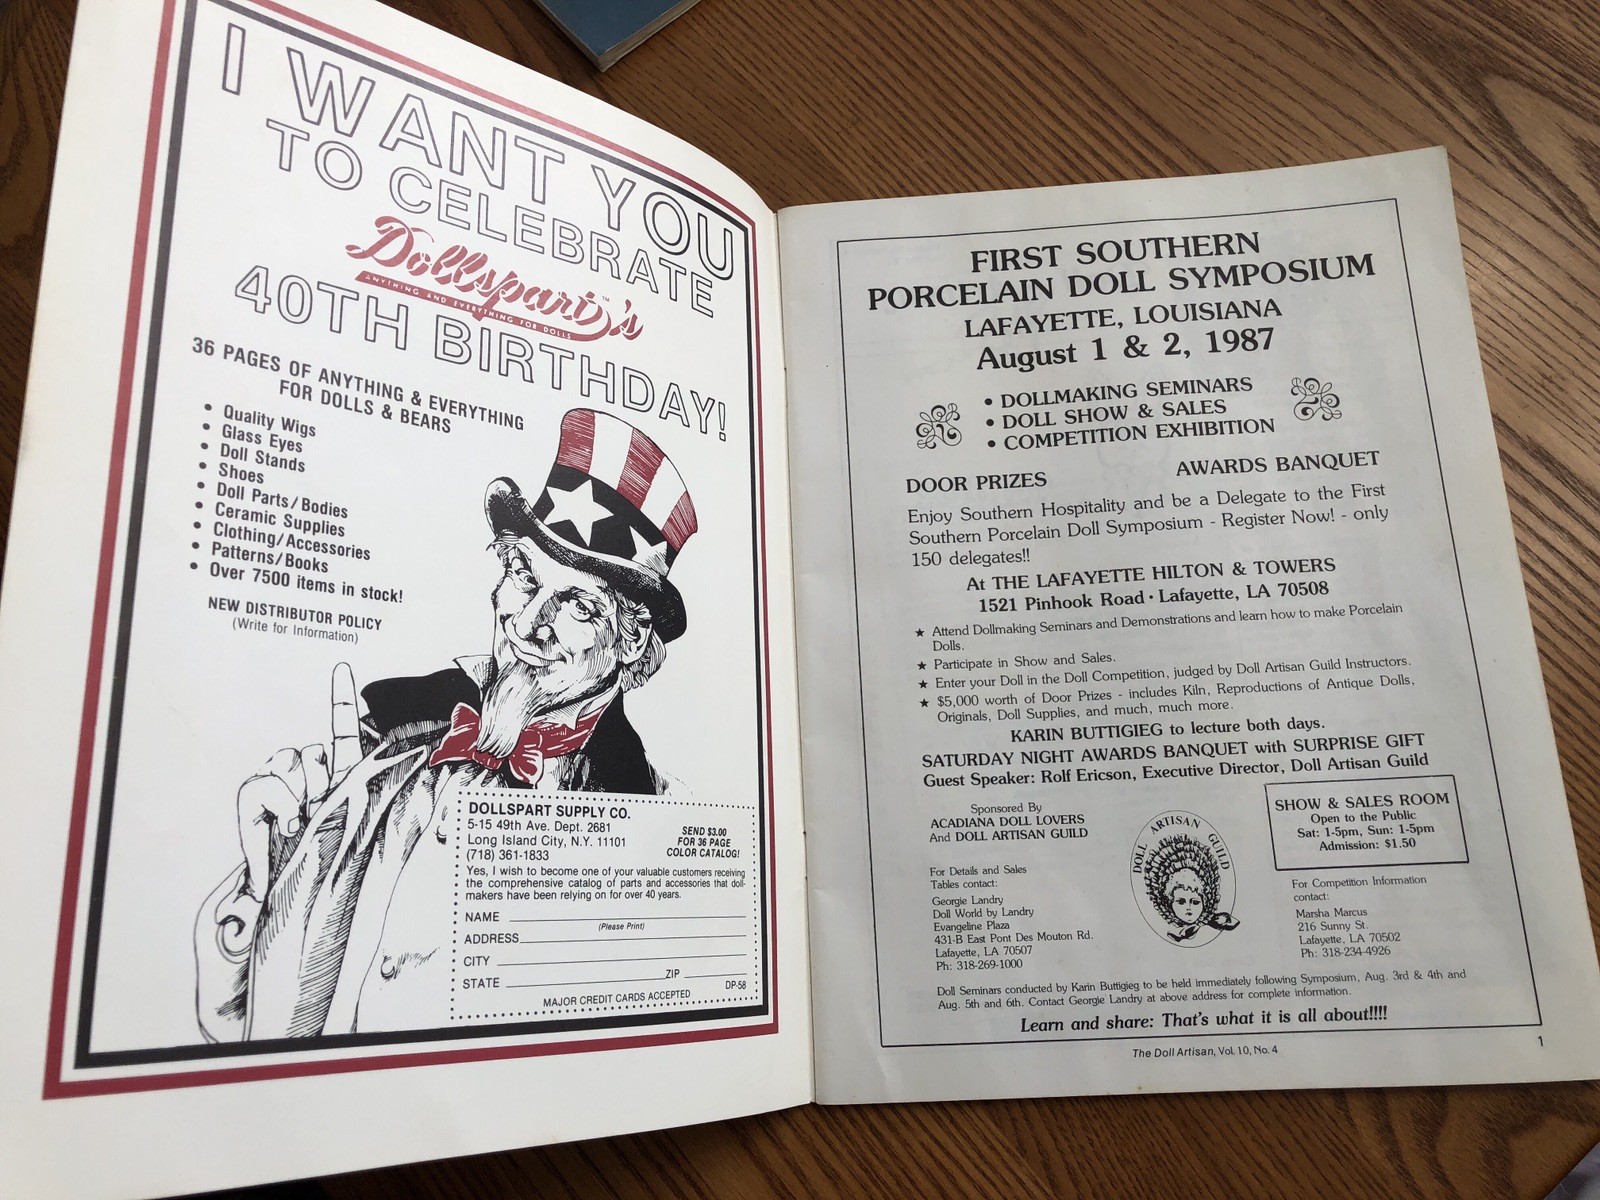 I WANT YOU
TO CELEBRATE
Dollspart's™
ANYTHING AND EVERYTHING FOR DOLLS
40TH BIRTHDAY!
36 PAGES OF ANYTHING & EVERYTHING
FOR DOLLS & BEARS
• Quality Wigs
• Glass Eyes
• Doll Stands
• Shoes
• Doll Parts/Bodies
• Ceramic Supplies
• Clothing/Accessories
• Patterns/Books
• Over 7500 items in stock!
NEW DISTRIBUTOR POLICY
(Write for Information)
DOLLSPART SUPPLY CO.
5-15 49th Ave. Dept. 2681
Long Island City, N.Y. 11101
(718) 361-1833
SEND $3.00
FOR 36 PAGE
COLOR CATALOG!
Yes, I wish to become one of your valuable customers receiving
the comprehensive catalog of parts and accessories that doll-
makers have been relying on for over 40 years.
NAME
(Please Print)
ADDRESS
CITY
STATE ZIP
MAJOR CREDIT CARDS ACCEPTED DP-58
FIRST SOUTHERN
PORCELAIN DOLL SYMPOSIUM
LAFAYETTE, LOUISIANA
August 1 & 2, 1987
• DOLLMAKING SEMINARS
• DOLL SHOW & SALES
• COMPETITION EXHIBITION
DOOR PRIZES AWARDS BANQUET
Enjoy Southern Hospitality and be a Delegate to the First
Southern Porcelain Doll Symposium - Register Now! - only
150 delegates!!
At THE LAFAYETTE HILTON & TOWERS
1521 Pinhook Road • Lafayette, LA 70508
★ Attend Dollmaking Seminars and Demonstrations and learn how to make Porcelain
Dolls.
★ Participate in Show and Sales.
★ Enter your Doll in the Doll Competition, judged by Doll Artisan Guild Instructors.
★ $5,000 worth of Door Prizes - includes Kiln, Reproductions of Antique Dolls,
Originals, Doll Supplies, and much, much more.
KARIN BUTTIGIEG to lecture both days.
SATURDAY NIGHT AWARDS BANQUET with SURPRISE GIFT
Guest Speaker: Rolf Ericson, Executive Director, Doll Artisan Guild
Sponsored By
ACADIANA DOLL LOVERS
And DOLL ARTISAN GUILD
For Details and Sales
Tables contact:
Georgie Landry
Doll World by Landry
Evangeline Plaza
431-B East Pont Des Mouton Rd.
Lafayette, LA 70507
Ph: 318-269-1000
DOLL ARTISAN GUILD
SHOW & SALES ROOM
Open to the Public
Sat: 1-5pm, Sun: 1-5pm
Admission: $1.50
For Competition Information
contact:
Marsha Marcus
216 Sunny St.
Lafayette, LA 70502
Ph: 318-234-4926
Doll Seminars conducted by Karin Buttigieg to be held immediately following Symposium, Aug. 3rd & 4th and
Aug. 5th and 6th. Contact Georgie Landry at above address for complete information.
Learn and share: That's what it is all about!!!!
The Doll Artisan, Vol. 10, No. 4
1